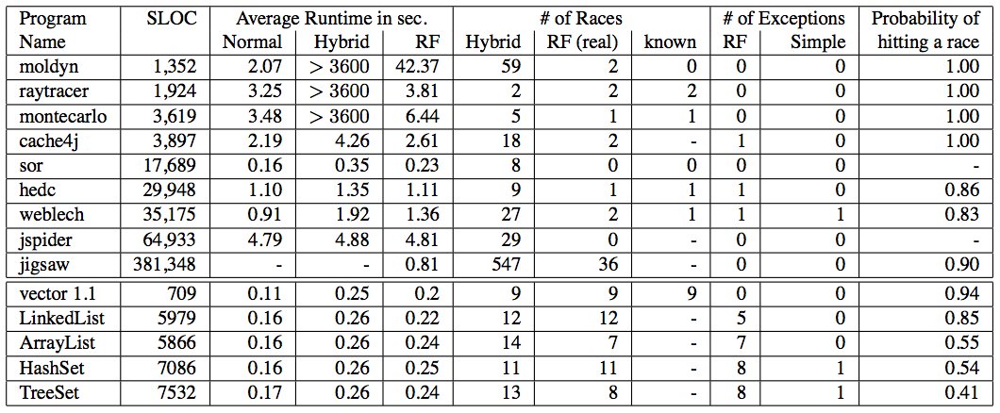 Program SLOC Average Runtime in sec. # of Races # of Exceptions Probability of
Name Normal Hybrid RF Hybrid RF (real) known RF Simple hitting a race
moldyn 1,352 2.07 > 3600 42.37 59 2 0 0 0 1.00
raytracer 1,924 3.25 > 3600 3.81 2 2 2 0 0 1.00
montecarlo 3,619 3.48 > 3600 6.44 5 1 1 0 0 1.00
cache4j 3,897 2.19 4.26 2.61 18 2 - 1 0 1.00
sor 17,689 0.16 0.35 0.23 8 0 0 0 0 -
hedc 29,948 1.10 1.35 1.11 9 1 1 1 0 0.86
weblech 35,175 0.91 1.92 1.36 27 2 1 1 1 0.83
jspider 64,933 4.79 4.88 4.81 29 0 - 0 0 -
jigsaw 381,348 - - 0.81 547 36 - 0 0 0.90
vector 1.1 709 0.11 0.25 0.2 9 9 9 0 0 0.94
LinkedList 5979 0.16 0.26 0.22 12 12 - 5 0 0.85
ArrayList 5866 0.16 0.26 0.24 14 7 - 7 0 0.55
HashSet 7086 0.16 0.26 0.25 11 11 - 8 1 0.54
TreeSet 7532 0.17 0.26 0.24 13 8 - 8 1 0.41